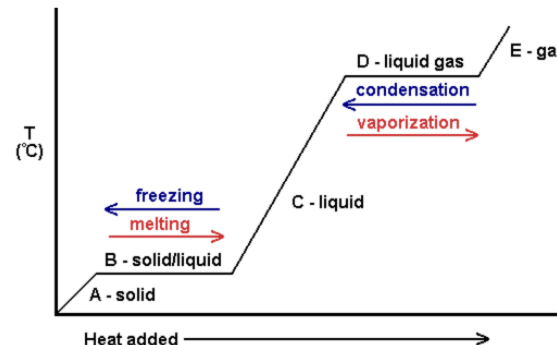 D - liquid gas
E - ga
condensation
vaporization
T
(°C)
C - liquid
freezing
melting
B - solid/liquid
A - solid
Heat added